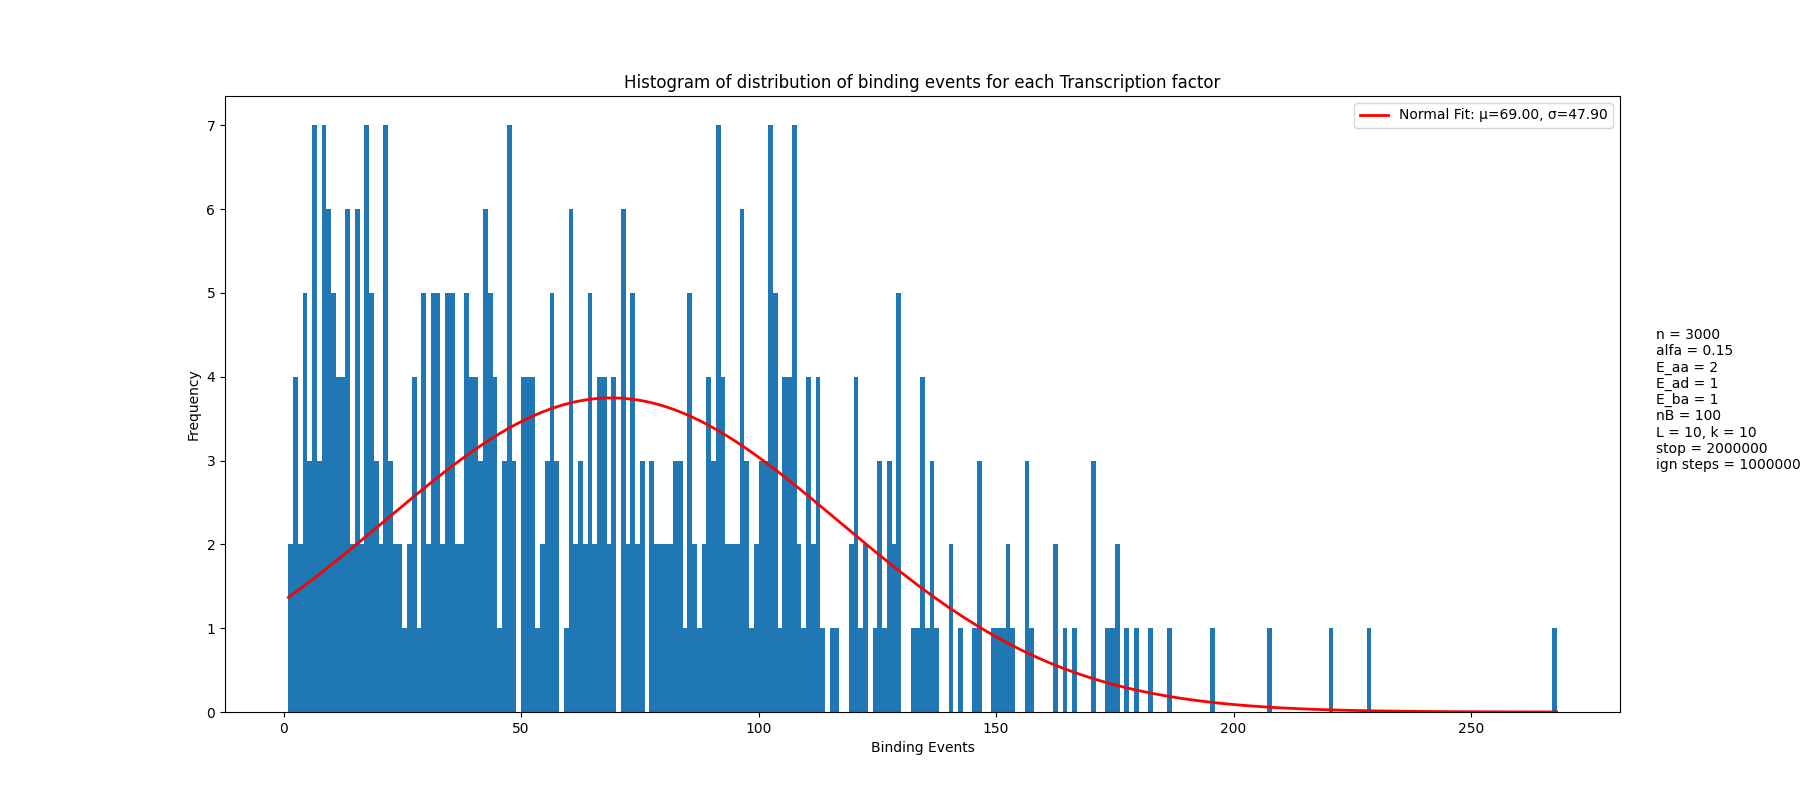 Histogram of distribution of binding events for each Transcription factor
Normal Fit: μ=69.00, σ=47.90
7
6
5
4
3
2
1
0
Frequency
0 50 100 150 200 250
Binding Events
n = 3000
alfa = 0.15
E_aa = 2
E_ad = 1
E_ba = 1
nB = 100
L = 10, k = 10
stop = 2000000
ign steps = 1000000